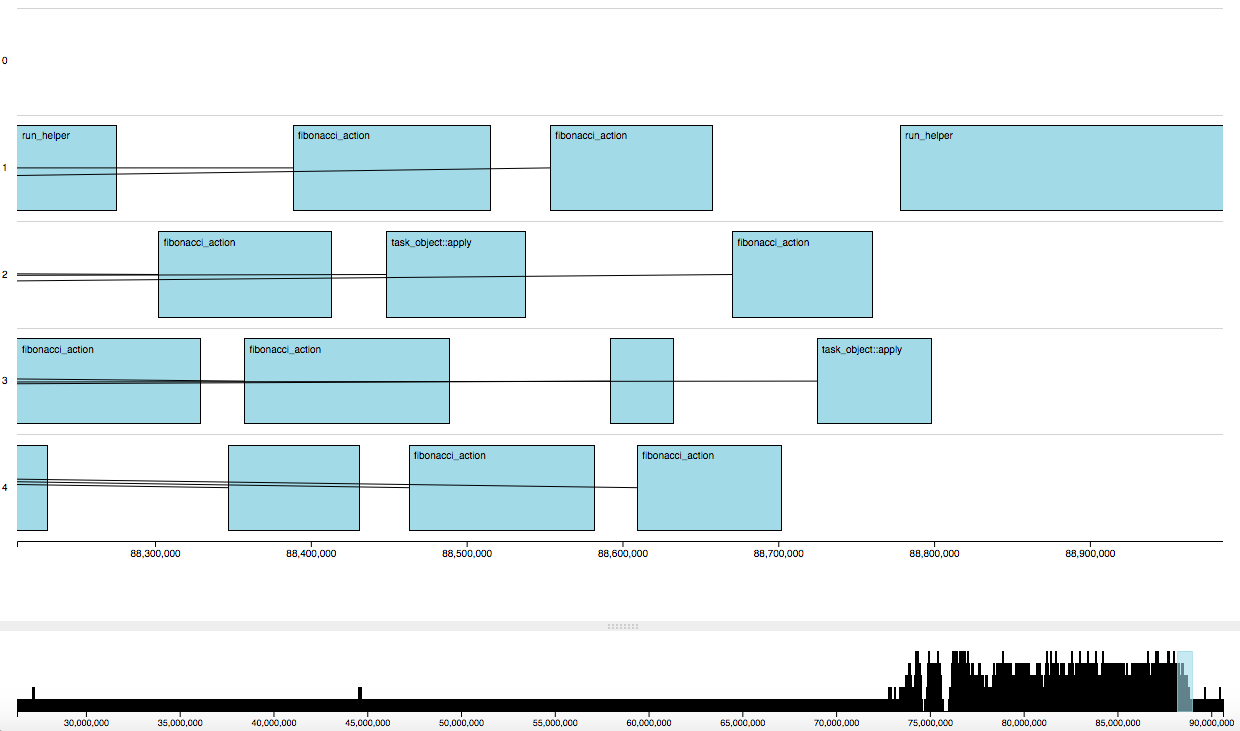 0
run_helper
fibonacci_action
fibonacci_action
run_helper
1
fibonacci_action
task_object::apply
fibonacci_action
2
fibonacci_action
fibonacci_action
task_object::apply
3
fibonacci_action
fibonacci_action
4
88,300,000 88,400,000 88,500,000 88,600,000 88,700,000 88,800,000 88,900,000
30,000,000 35,000,000 40,000,000 45,000,000 50,000,000 55,000,000 60,000,000 65,000,000 70,000,000 75,000,000 80,000,000 85,000,000 90,000,000